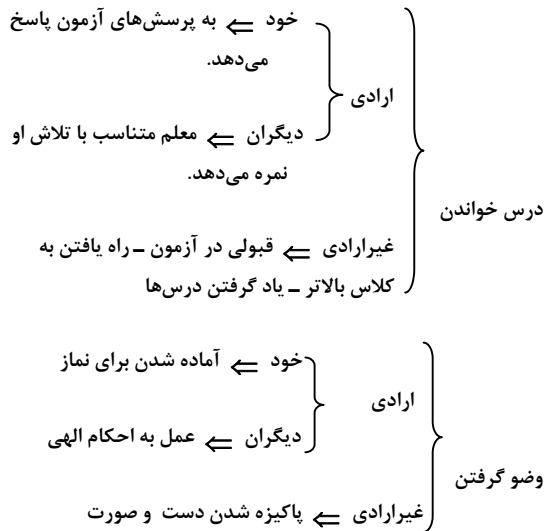 خود ⇐ به پرسش‌های آزمون پاسخ
می‌دهد.
ارادی
دیگران ⇐ معلم متناسب با تلاش او
نمره می‌دهد.
درس خواندن
غیرارادی ⇐ قبولی در آزمون – راه یافتن به
کلاس بالاتر – یاد گرفتن درس‌ها
خود ⇐ آماده شدن برای نماز
ارادی
دیگران ⇐ عمل به احکام الهی
وضو گرفتن
غیرارادی ⇐ پاکیزه شدن دست و صورت